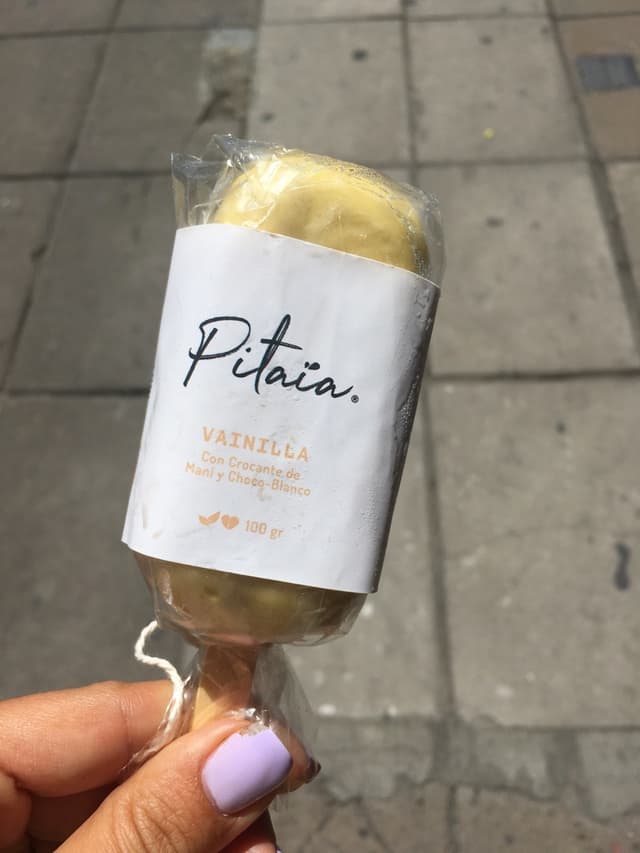 Pitaïa®
VAINILLA
Con Crocante de
Maní y Choco-Blanco
100 gr